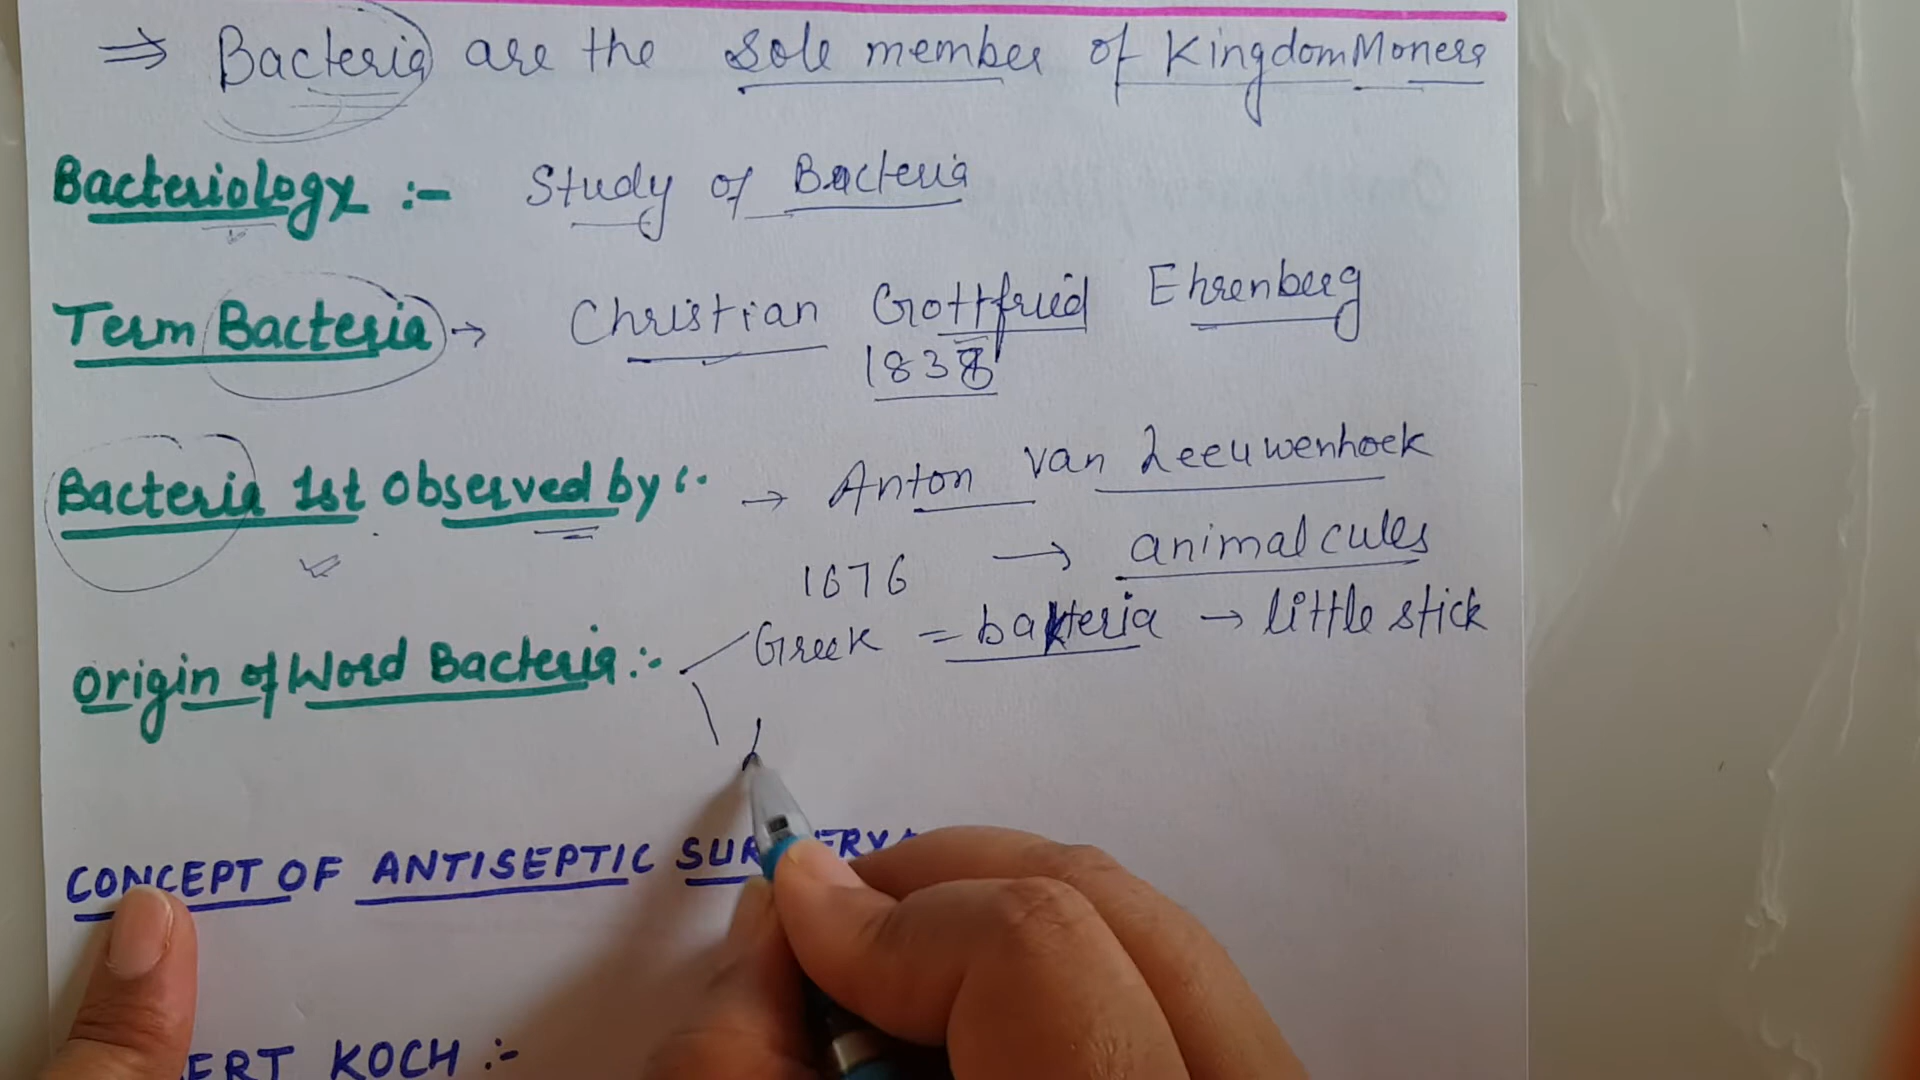 ⇒ Bacteria are the sole member of Kingdom Monera
Bacteriology :- Study of Bacteria
Term Bacteria → Christian Gottfried Ehrenberg
1838
Bacteria 1st Observed by :- → Anton van Leeuwenhoek
1676 → animalcules
Origin of Word Bacteria :- Greek = bakteria → little stick
CONCEPT OF ANTISEPTIC
KOCH :-